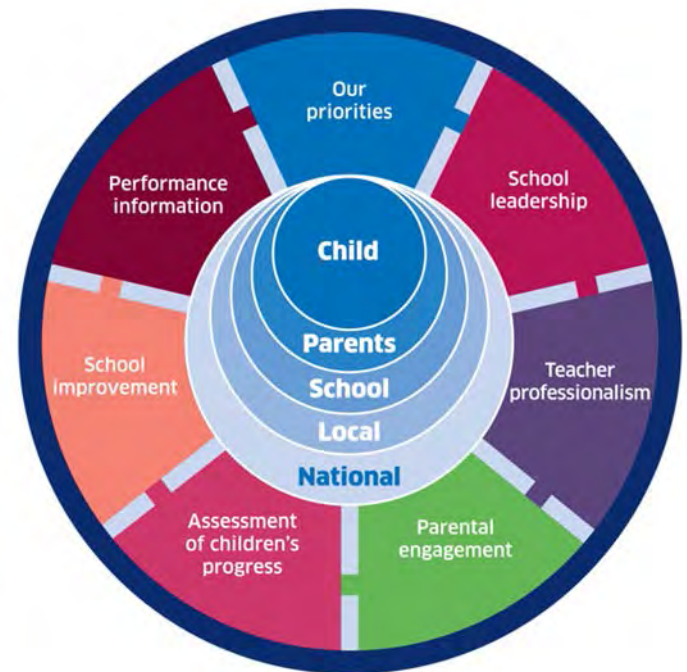 Our
priorities
School
leadership
Teacher
professionalism
Parental
engagement
Assessment
of children's
progress
School
improvement
Performance
information
Child
Parents
School
Local
National